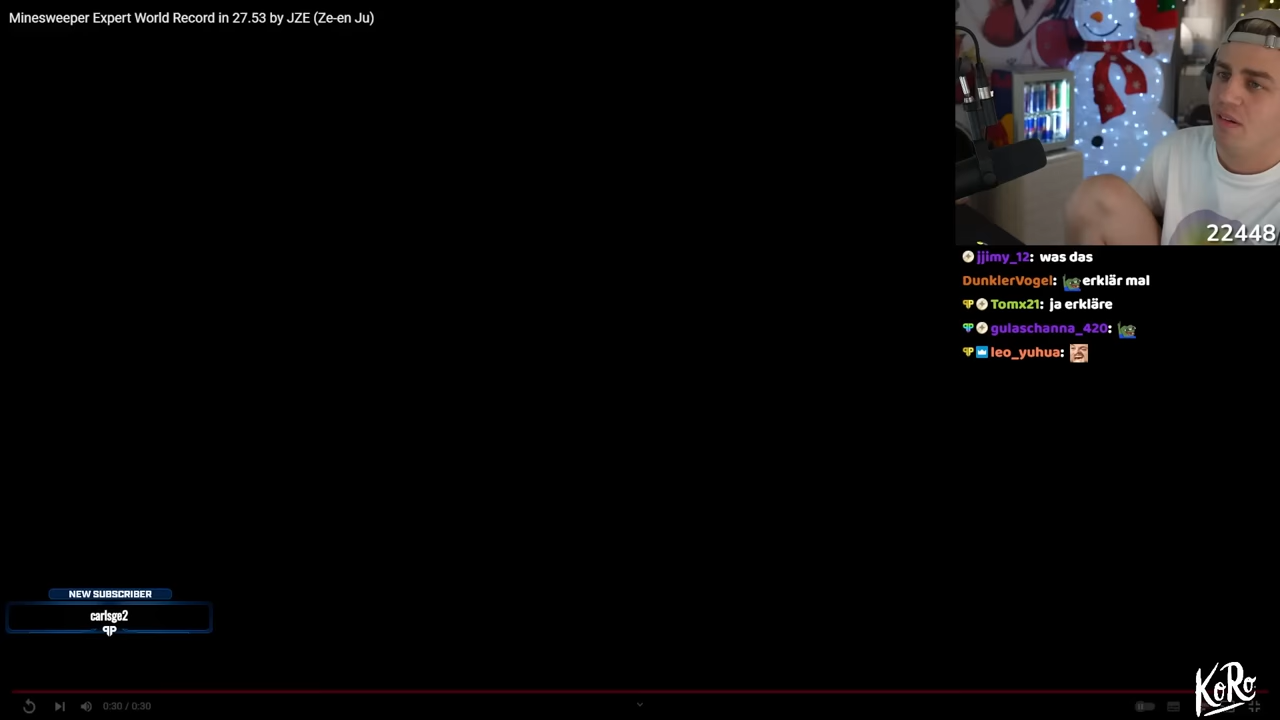 Minesweeper Expert World Record in 27.53 by JZE (Ze-en Ju)
22448
jjimy_12: was das
DunklerVogel: erklär mal
Tomx21: ja erkläre
gulaschanna_420:
leo_yuhua:
NEW SUBSCRIBER
carlsge2
0:30 / 0:30
KoRo